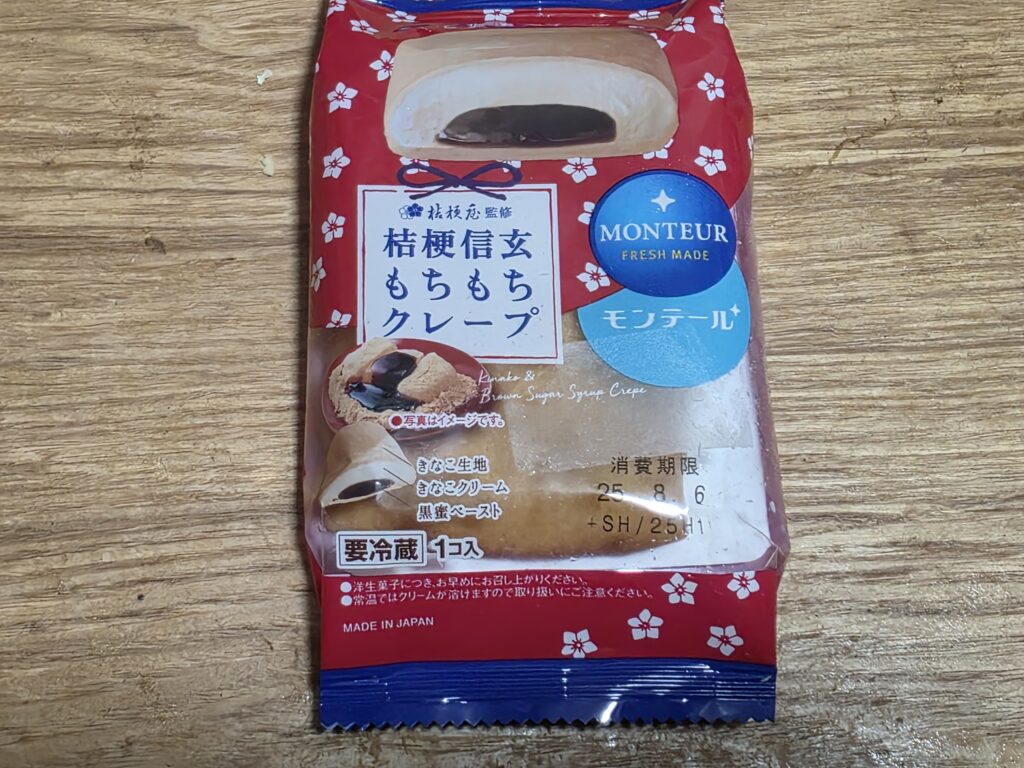 桔梗屋監修
桔梗信玄
もちもち
クレープ
MONTEUR
FRESH MADE
モンテール
Kinako &
Brown Sugar Syrup Crepe
●写真はイメージです。
きなこ生地
きなこクリーム
黒蜜ペースト
消費期限
25. 8. 6
+SH/25H1
要冷蔵 1コ入
●洋生菓子につき、お早めにお召し上がりください。
●常温ではクリームが溶けますので取り扱いにご注意ください。
MADE IN JAPAN